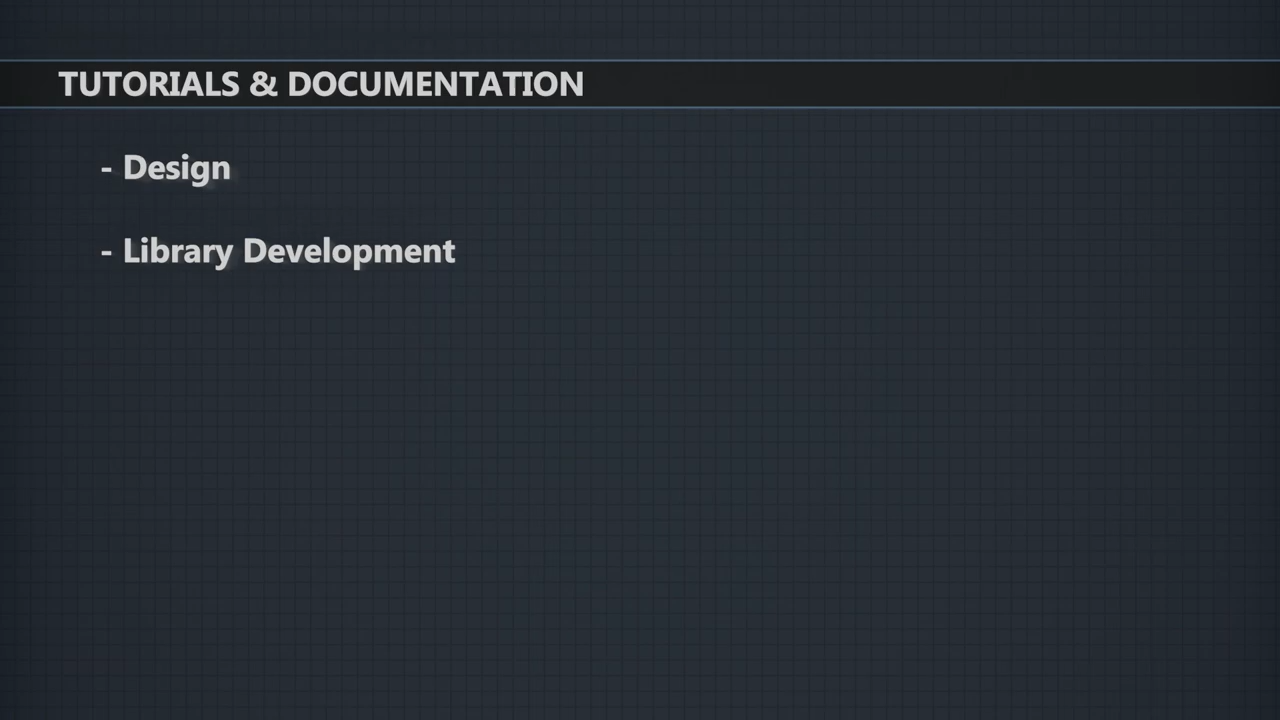 TUTORIALS & DOCUMENTATION
- Design
- Library Development